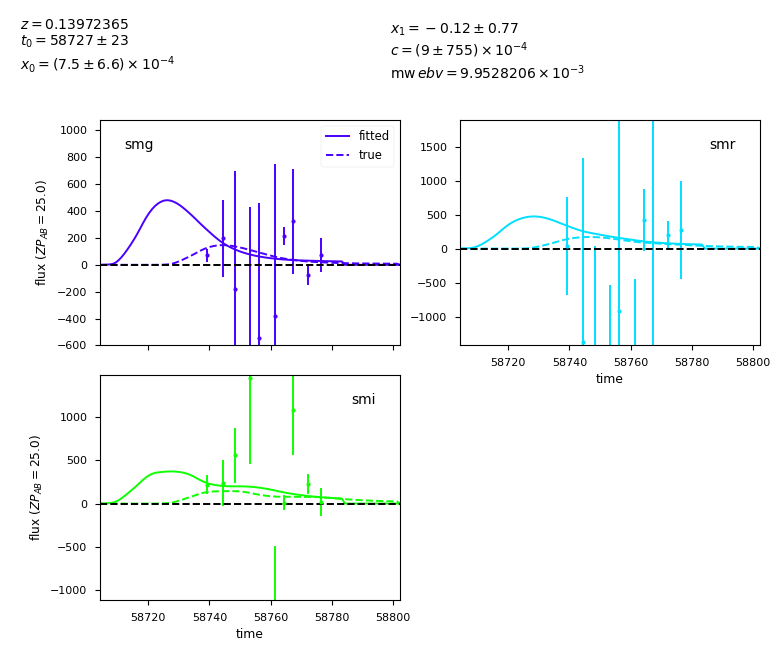 z = 0.13972365
t₀ = 58727 ± 23
x₀ = (7.5 ± 6.6) × 10⁻⁴
x₁ = −0.12 ± 0.77
c = (9 ± 755) × 10⁻⁴
mw ebv = 9.9528206 × 10⁻³
smg
fitted
true
1000
800
600
400
200
0
−200
−400
−600
flux (ZP_AB = 25.0)
smr
1500
1000
500
0
−500
−1000
58720 58740 58760 58780 58800
time
smi
1000
500
0
−500
−1000
flux (ZP_AB = 25.0)
58720 58740 58760 58780 58800
time